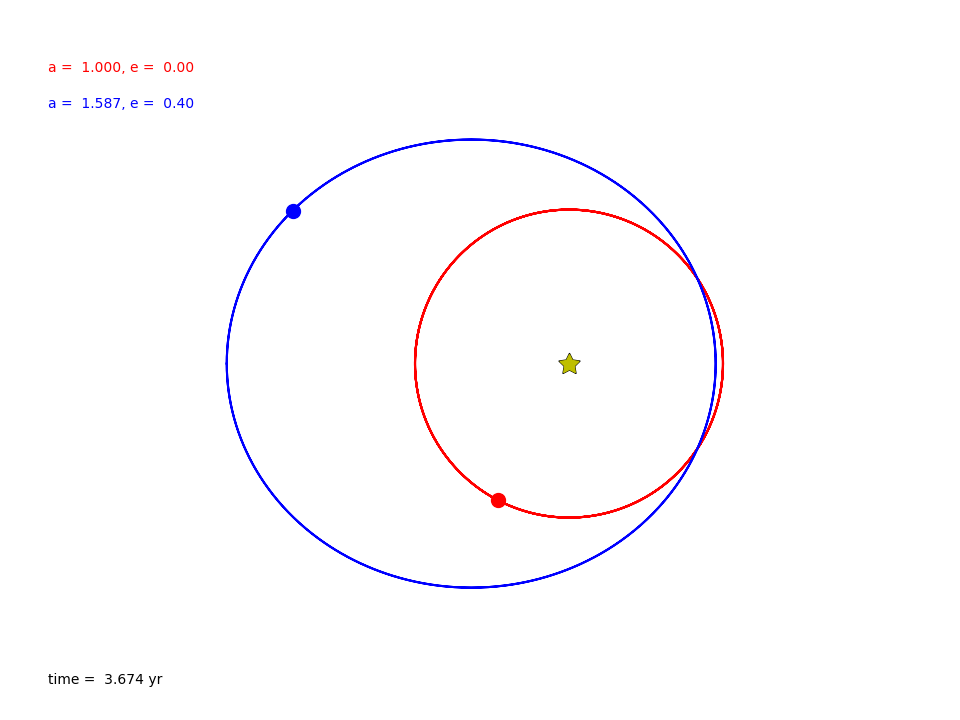 a =  1.000, e =  0.00
a =  1.587, e =  0.40
time =  3.674 yr